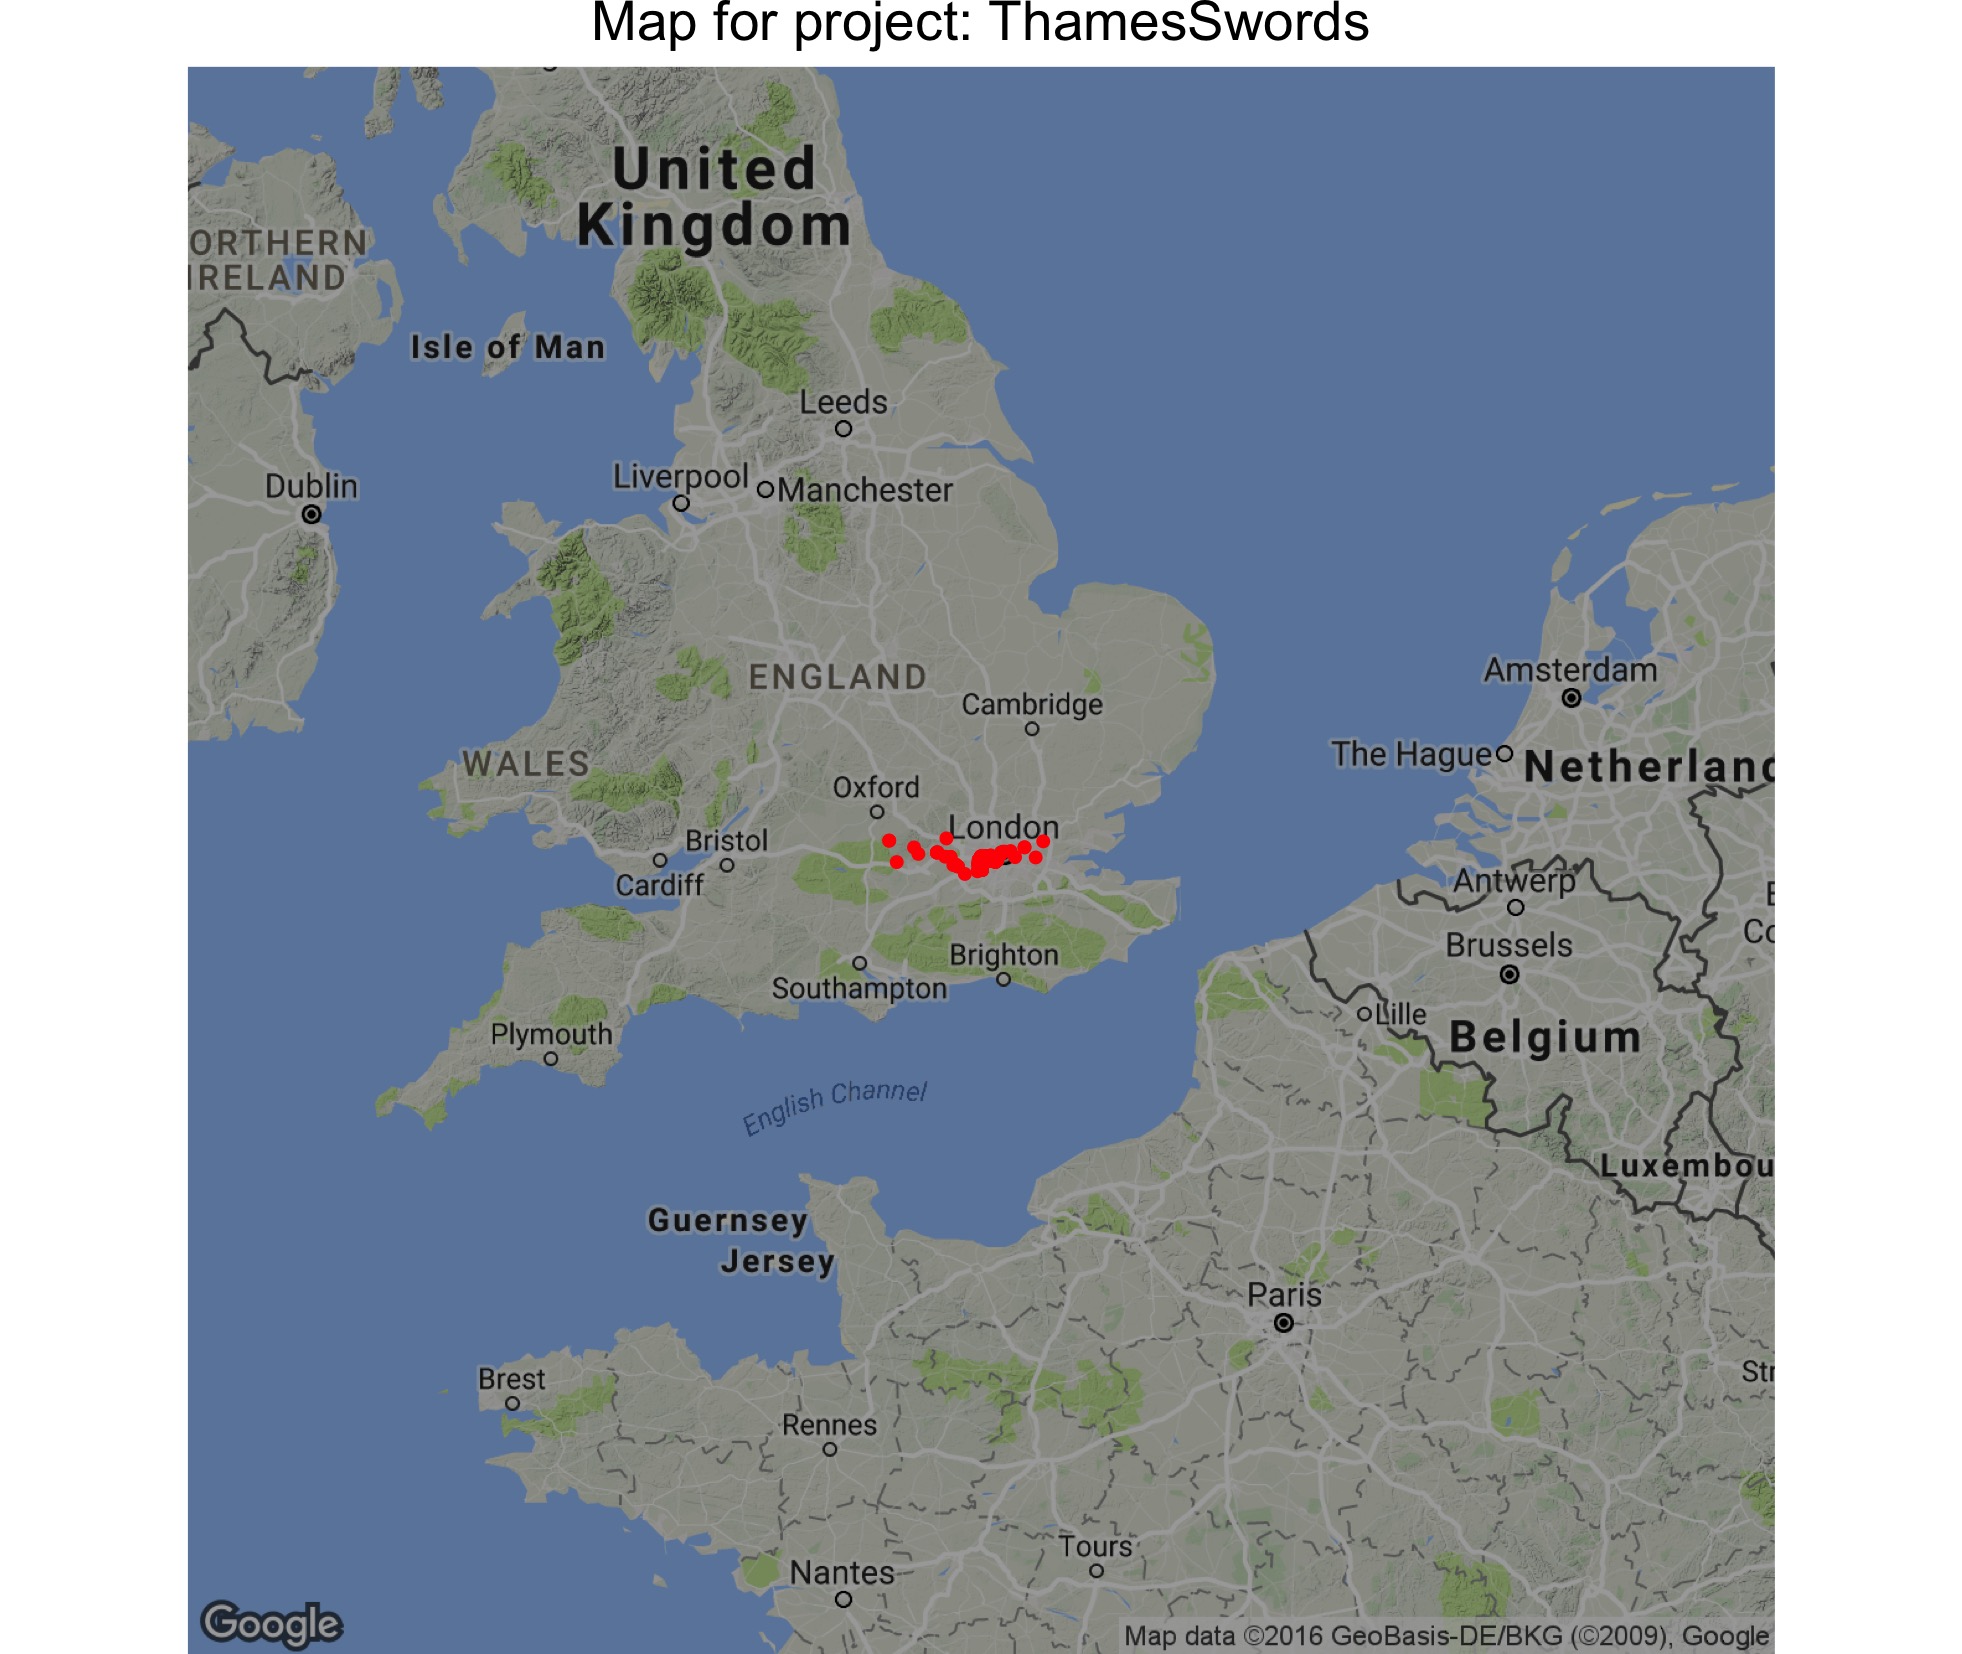 Map for project: ThamesSwords
United
Kingdom
ORTHERN
IRELAND
Isle of Man
Leeds
Liverpool
Manchester
Dublin
ENGLAND
Amsterdam
Cambridge
The Hague
Netherland
WALES
Oxford
London
Bristol
Cardiff
Antwerp
Co
Brussels
Brighton
Southampton
Lille
Belgium
Plymouth
English Channel
Luxembou
Guernsey
Jersey
Paris
Brest
Str
Rennes
Tours
Nantes
Google
Map data ©2016 GeoBasis-DE/BKG (©2009), Google